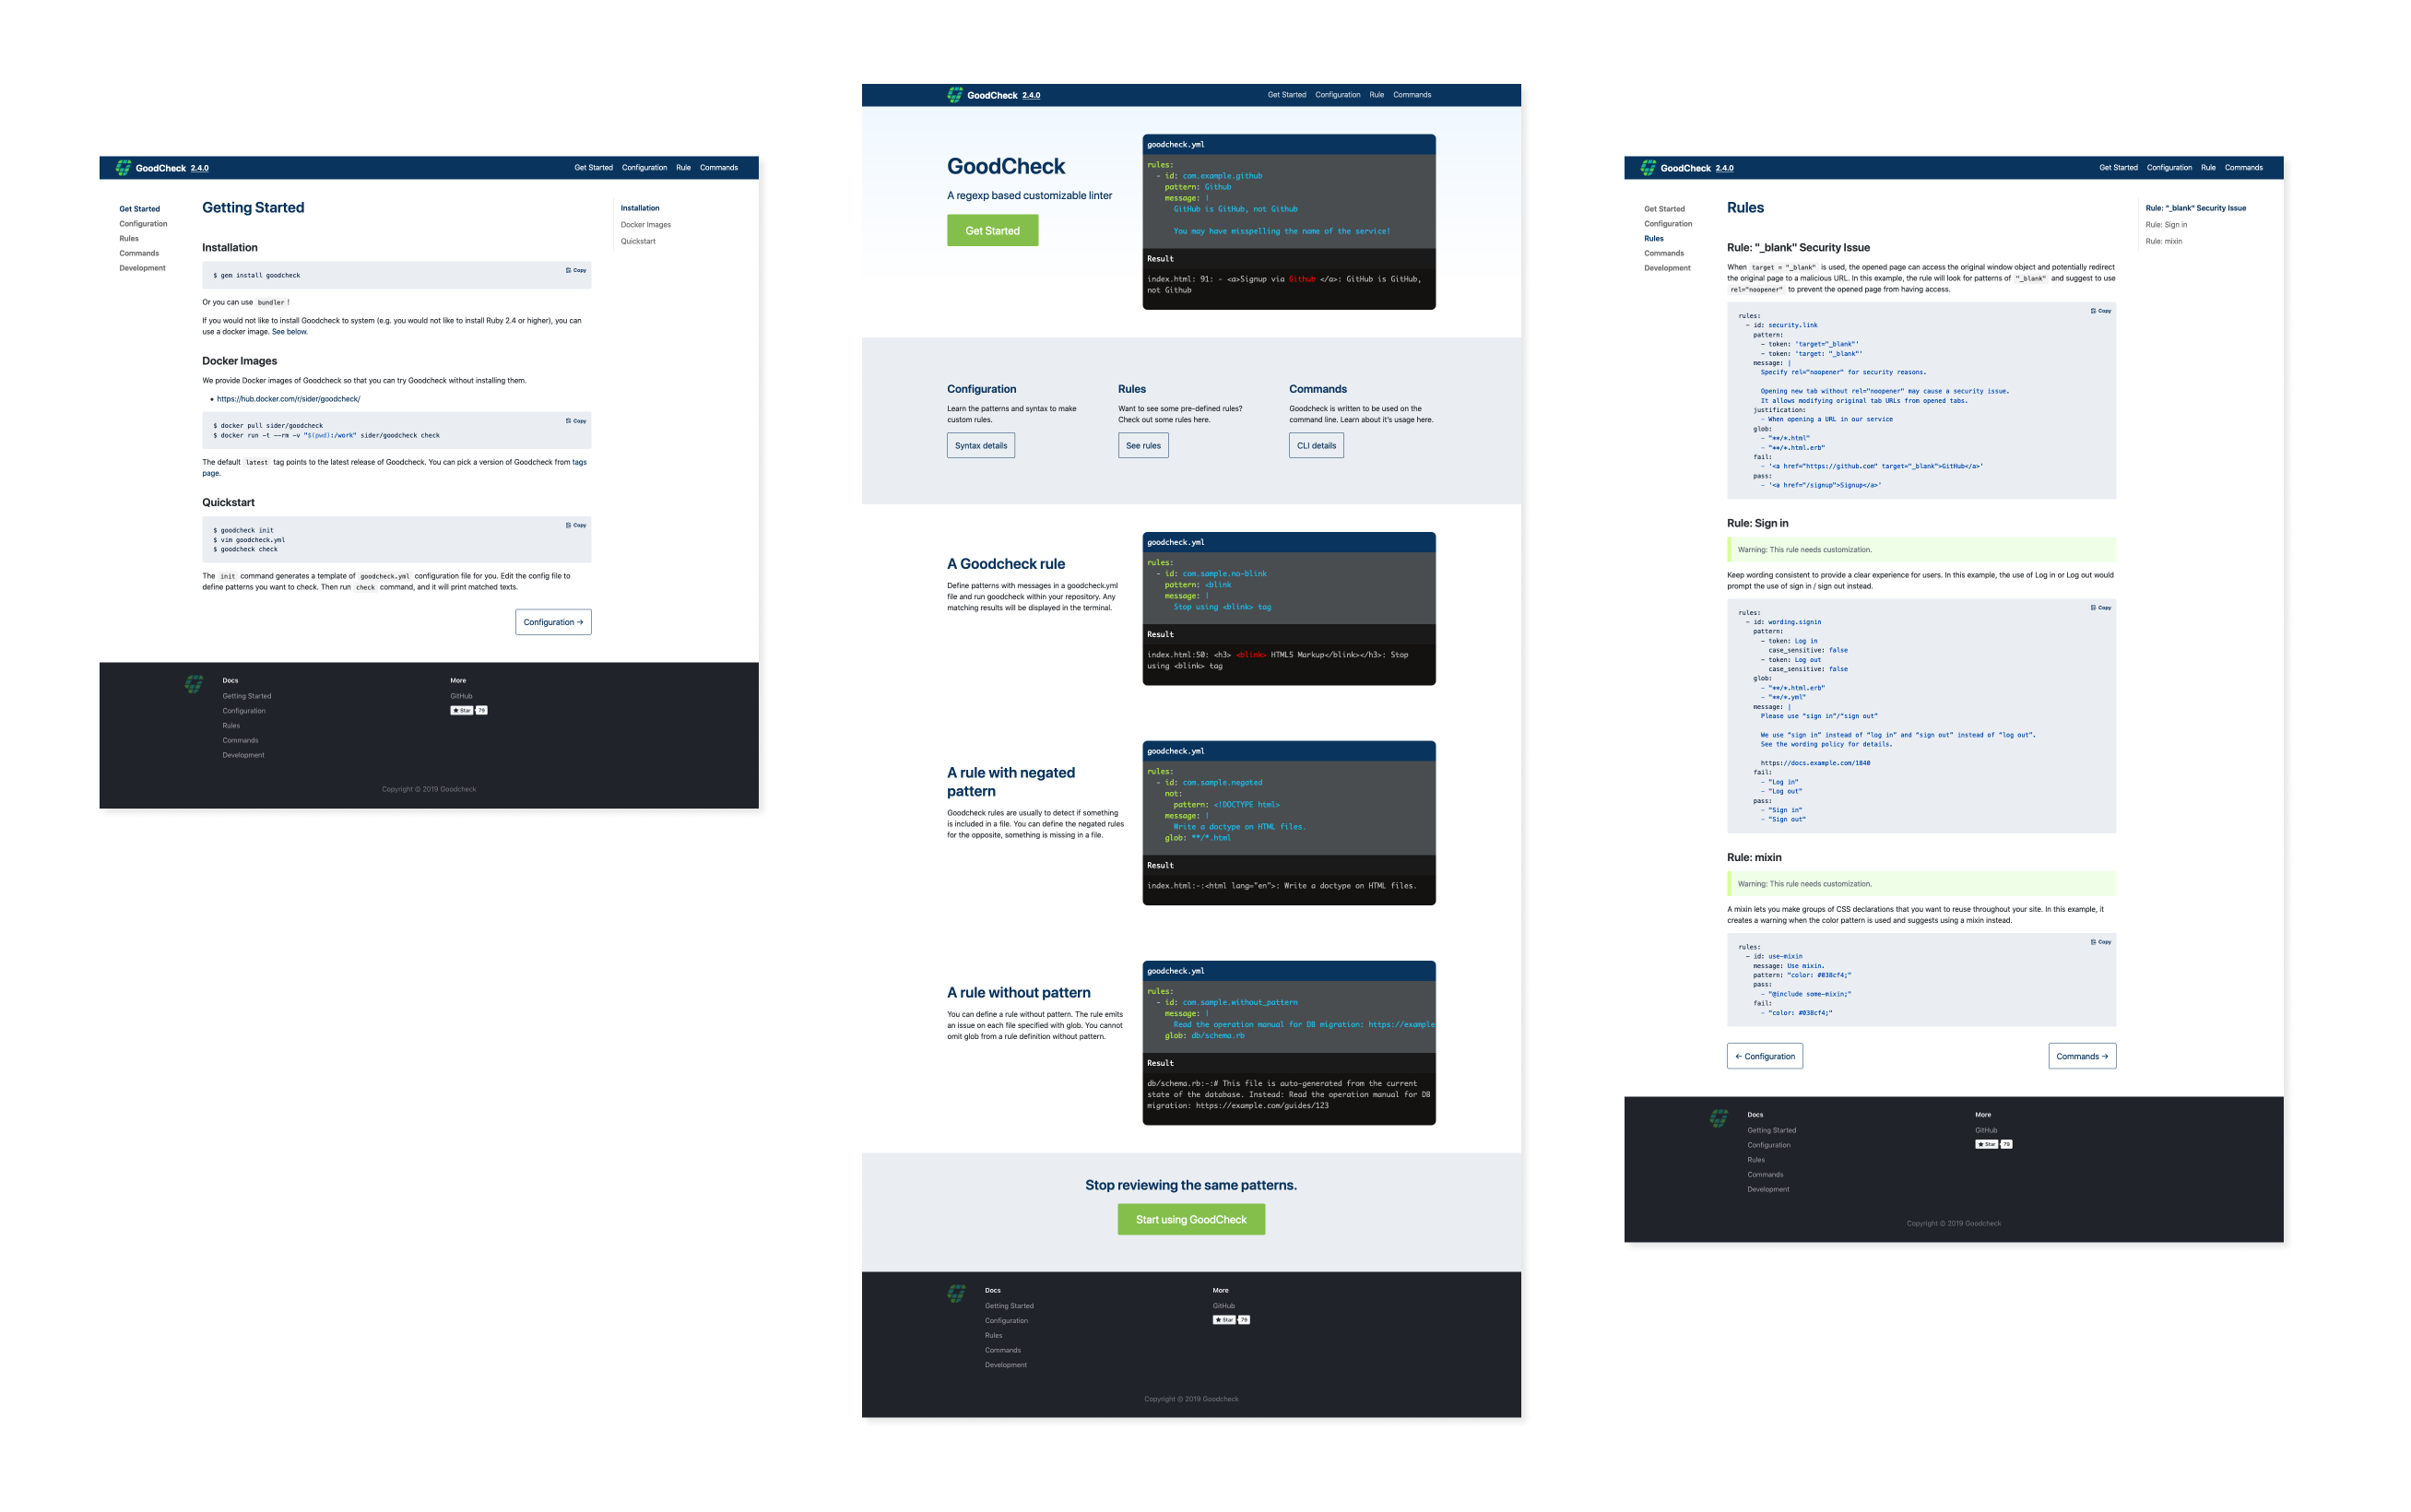 GoodCheck 2.4.0
Get Started Configuration Rule Commands
Get Started
Configuration
Rules
Commands
Development
Getting Started
Installation
$ gem install goodcheck
Copy
Or you can use bundler !
If you would not like to install Goodcheck to system (e.g. you would not like to install Ruby 2.4 or higher), you can
use a docker image. See below.
Docker Images
We provide Docker images of Goodcheck so that you can try Goodcheck without installing them.
• https://hub.docker.com/r/sider/goodcheck/
Copy
$ docker pull sider/goodcheck
$ docker run -t --rm -v "$(pwd):/work" sider/goodcheck check
The default latest tag points to the latest release of Goodcheck. You can pick a version of Goodcheck from tags
page.
Quickstart
Copy
$ goodcheck init
$ vim goodcheck.yml
$ goodcheck check
The init command generates a template of goodcheck.yml configuration file for you. Edit the config file to
define patterns you want to check. Then run check command, and it will print matched texts.
Configuration →
Installation
Docker Images
Quickstart
Docs
Getting Started
Configuration
Rules
Commands
Development
More
GitHub
★ Star 79
Copyright © 2019 Goodcheck
GoodCheck 2.4.0
Get Started Configuration Rule Commands
GoodCheck
A regexp based customizable linter
Get Started
goodcheck.yml
rules:
- id: com.example.github
pattern: Github
message: |
GitHub is GitHub, not Github
You may have misspelling the name of the service!
Result
index.html: 91: - <a>Signup via Github </a>: GitHub is GitHub,
not Github
Configuration
Learn the patterns and syntax to make
custom rules.
Syntax details
Rules
Want to see some pre-defined rules?
Check out some rules here.
See rules
Commands
Goodcheck is written to be used on the
command line. Learn about it's usage here.
CLI details
A Goodcheck rule
Define patterns with messages in a goodcheck.yml
file and run goodcheck within your repository. Any
matching results will be displayed in the terminal.
goodcheck.yml
rules:
- id: com.sample.no-blink
pattern: <blink
message: |
Stop using <blink> tag
Result
index.html:50: <h3> <blink> HTML5 Markup</blink></h3>: Stop
using <blink> tag
A rule with negated
pattern
Goodcheck rules are usually to detect if something
is included in a file. You can define the negated rules
for the opposite, something is missing in a file.
goodcheck.yml
rules:
- id: com.sample.negated
not:
pattern: <!DOCTYPE html>
message: |
Write a doctype on HTML files.
glob: **/*.html
Result
index.html:-:<html lang="en">: Write a doctype on HTML files.
A rule without pattern
You can define a rule without pattern. The rule emits
an issue on each file specified with glob. You cannot
omit glob from a rule definition without pattern.
goodcheck.yml
rules:
- id: com.sample.without_pattern
message: |
Read the operation manual for DB migration: https://example
glob: db/schema.rb
Result
db/schema.rb:-:# This file is auto-generated from the current
state of the database. Instead: Read the operation manual for DB
migration: https://example.com/guides/123
Stop reviewing the same patterns.
Start using GoodCheck
Docs
Getting Started
Configuration
Rules
Commands
Development
More
GitHub
★ Star 79
Copyright © 2019 Goodcheck
GoodCheck 2.4.0
Get Started Configuration Rule Commands
Get Started
Configuration
Rules
Commands
Development
Rules
Rule: "_blank" Security Issue
When target = "_blank" is used, the opened page can access the original window object and potentially redirect
the original page to a malicious URL. In this example, the rule will look for patterns of "_blank" and suggest to use
rel="noopener" to prevent the opened page from having access.
Copy
rules:
- id: security.link
pattern:
- token: 'target="_blank"'
- token: 'target: "_blank"'
message: |
Specify rel="noopener" for security reasons.
Opening new tab without rel="noopener" may cause a security issue.
It allows modifying original tab URLs from opened tabs.
justification:
- When opening a URL in our service
glob:
- "**/*.html"
- "**/*.html.erb"
fail:
- '<a href="https://github.com" target="_blank">GitHub</a>'
pass:
- '<a href="/signup">Signup</a>'
Rule: Sign in
Warning: This rule needs customization.
Keep wording consistent to provide a clear experience for users. In this example, the use of Log in or Log out would
prompt the use of sign in / sign out instead.
Copy
rules:
- id: wording.signin
pattern:
- token: Log in
case_sensitive: false
- token: Log out
case_sensitive: false
glob:
- "**/*.html.erb"
- "**/*.yml"
message: |
Please use “sign in”/“sign out”
We use “sign in” instead of “log in” and “sign out” instead of “log out”.
See the wording policy for details.
https://docs.example.com/1840
fail:
- "Log in"
- "Log out"
pass:
- "Sign in"
- "Sign out"
Rule: mixin
Warning: This rule needs customization.
A mixin lets you make groups of CSS declarations that you want to reuse throughout your site. In this example, it
creates a warning when the color pattern is used and suggests using a mixin instead.
Copy
rules:
- id: use-mixin
message: Use mixin.
pattern: "color: #038cf4;"
pass:
- "@include some-mixin;"
fail:
- "color: #038cf4;"
← Configuration
Commands →
Rule: "_blank" Security Issue
Rule: Sign in
Rule: mixin
Docs
Getting Started
Configuration
Rules
Commands
Development
More
GitHub
★ Star 79
Copyright © 2019 Goodcheck